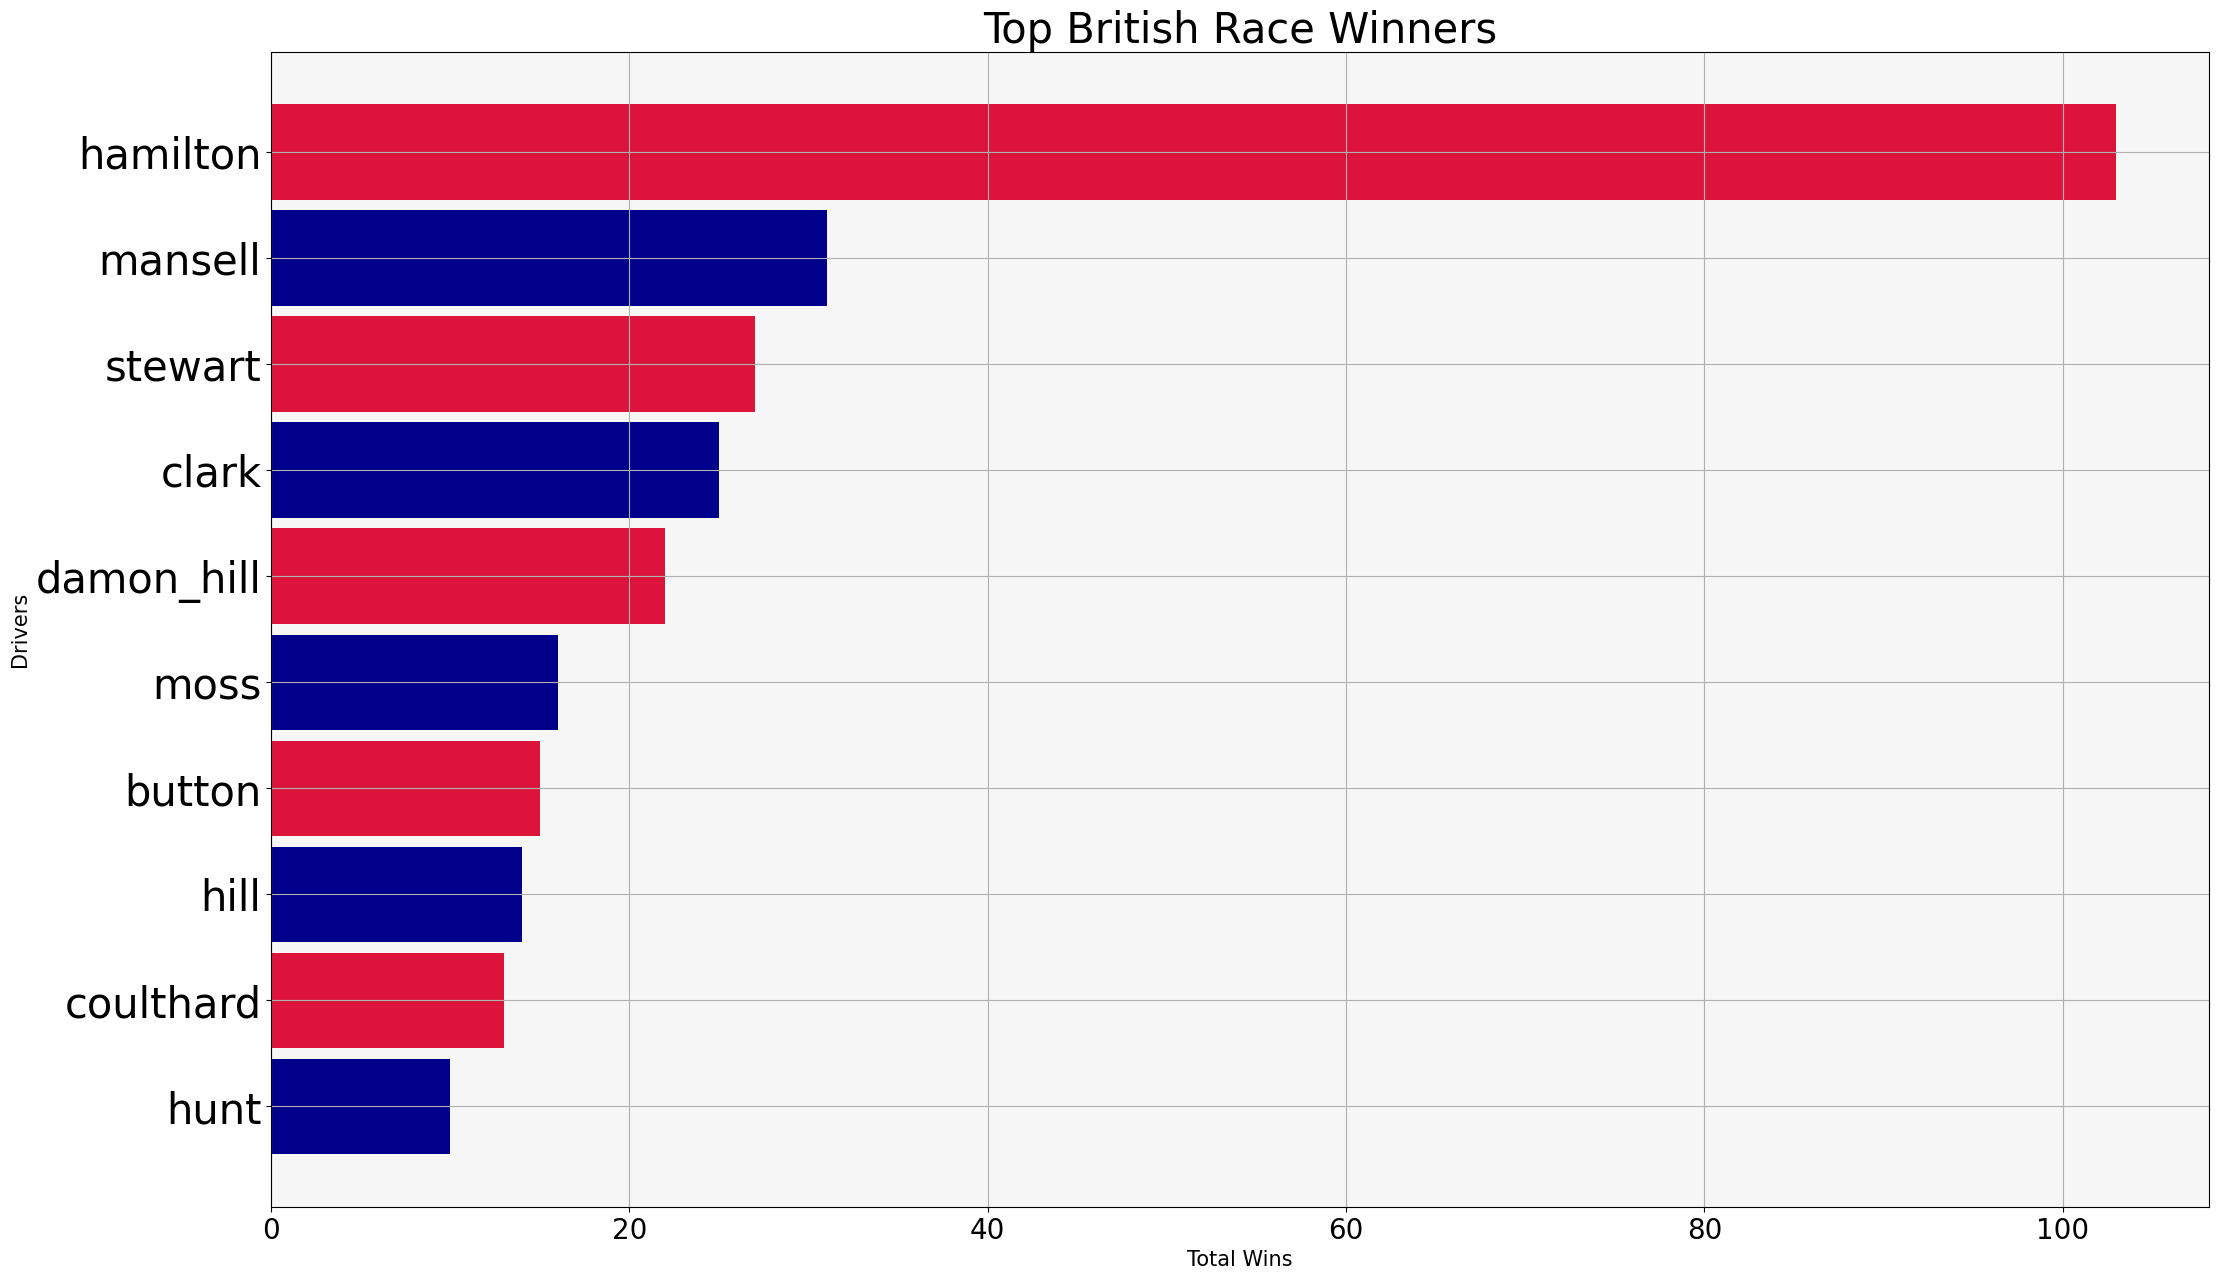 Top British Race Winners
hamilton
mansell
stewart
clark
damon_hill
moss
button
hill
coulthard
hunt
Drivers
0 20 40 60 80 100
Total Wins